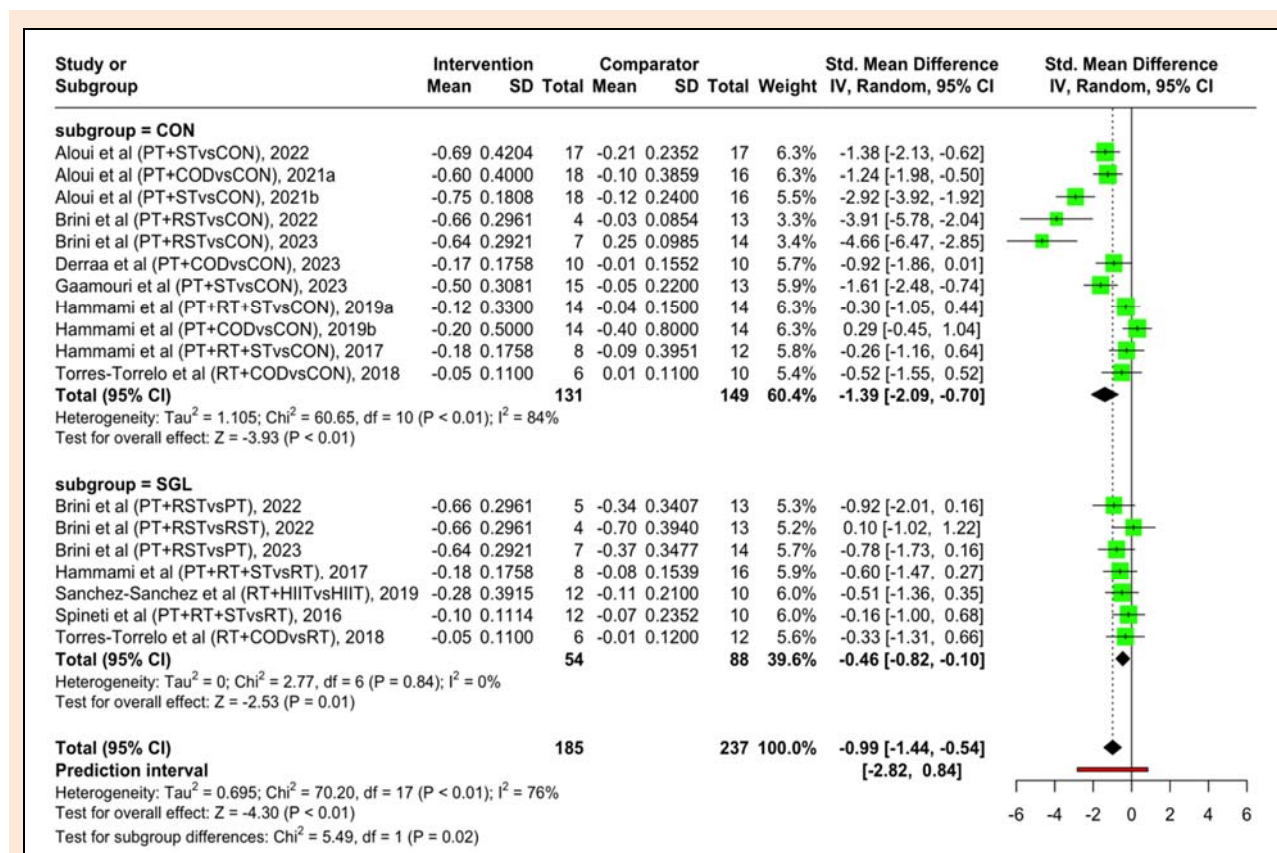 Study or Intervention Comparator Std. Mean Difference Std. Mean Difference
Subgroup Mean SD Total Mean SD Total Weight IV, Random, 95% CI IV, Random, 95% CI
subgroup = CON
Aloui et al (PT+STvsCON), 2022 -0.69 0.4204 17 -0.21 0.2352 17 6.3% -1.38 [-2.13, -0.62]
Aloui et al (PT+CODvsCON), 2021a -0.60 0.4000 18 -0.10 0.3859 16 6.3% -1.24 [-1.98, -0.50]
Aloui et al (PT+STvsCON), 2021b -0.75 0.1808 18 -0.12 0.2400 16 5.5% -2.92 [-3.92, -1.92]
Brini et al (PT+RSTvsCON), 2022 -0.66 0.2961 4 -0.03 0.0854 13 3.3% -3.91 [-5.78, -2.04]
Brini et al (PT+RSTvsCON), 2023 -0.64 0.2921 7 0.25 0.0985 14 3.4% -4.66 [-6.47, -2.85]
Derraa et al (PT+CODvsCON), 2023 -0.17 0.1758 10 -0.01 0.1552 10 5.7% -0.92 [-1.86, 0.01]
Gaamouri et al (PT+STvsCON), 2023 -0.50 0.3081 15 -0.05 0.2200 13 5.9% -1.61 [-2.48, -0.74]
Hammami et al (PT+RT+STvsCON), 2019a -0.12 0.3300 14 -0.04 0.1500 14 6.3% -0.30 [-1.05, 0.44]
Hammami et al (PT+CODvsCON), 2019b -0.20 0.5000 14 -0.40 0.8000 14 6.3% 0.29 [-0.45, 1.04]
Hammami et al (PT+RT+STvsCON), 2017 -0.18 0.1758 8 -0.09 0.3951 12 5.8% -0.26 [-1.16, 0.64]
Torres-Torrelo et al (RT+CODvsCON), 2018 -0.05 0.1100 6 0.01 0.1100 10 5.4% -0.52 [-1.55, 0.52]
Total (95% CI) 131 149 60.4% -1.39 [-2.09, -0.70]
Heterogeneity: Tau² = 1.105; Chi² = 60.65, df = 10 (P < 0.01); I² = 84%
Test for overall effect: Z = -3.93 (P < 0.01)
subgroup = SGL
Brini et al (PT+RSTvsPT), 2022 -0.66 0.2961 5 -0.34 0.3407 13 5.3% -0.92 [-2.01, 0.16]
Brini et al (PT+RSTvsRST), 2022 -0.66 0.2961 4 -0.70 0.3940 13 5.2% 0.10 [-1.02, 1.22]
Brini et al (PT+RSTvsPT), 2023 -0.64 0.2921 7 -0.37 0.3477 14 5.7% -0.78 [-1.73, 0.16]
Hammami et al (PT+RT+STvsRT), 2017 -0.18 0.1758 8 -0.08 0.1539 16 5.9% -0.60 [-1.47, 0.27]
Sanchez-Sanchez et al (RT+HIITvsHIIT), 2019 -0.28 0.3915 12 -0.11 0.2100 10 6.0% -0.51 [-1.36, 0.35]
Spineti et al (PT+RT+STvsRT), 2016 -0.10 0.1114 12 -0.07 0.2352 10 6.0% -0.16 [-1.00, 0.68]
Torres-Torrelo et al (RT+CODvsRT), 2018 -0.05 0.1100 6 -0.01 0.1200 12 5.6% -0.33 [-1.31, 0.66]
Total (95% CI) 54 88 39.6% -0.46 [-0.82, -0.10]
Heterogeneity: Tau² = 0; Chi² = 2.77, df = 6 (P = 0.84); I² = 0%
Test for overall effect: Z = -2.53 (P = 0.01)
Total (95% CI) 185 237 100.0% -0.99 [-1.44, -0.54]
Prediction interval [-2.82, 0.84]
Heterogeneity: Tau² = 0.695; Chi² = 70.20, df = 17 (P < 0.01); I² = 76%
Test for overall effect: Z = -4.30 (P < 0.01)
Test for subgroup differences: Chi² = 5.49, df = 1 (P = 0.02)
-6 -4 -2 0 2 4 6